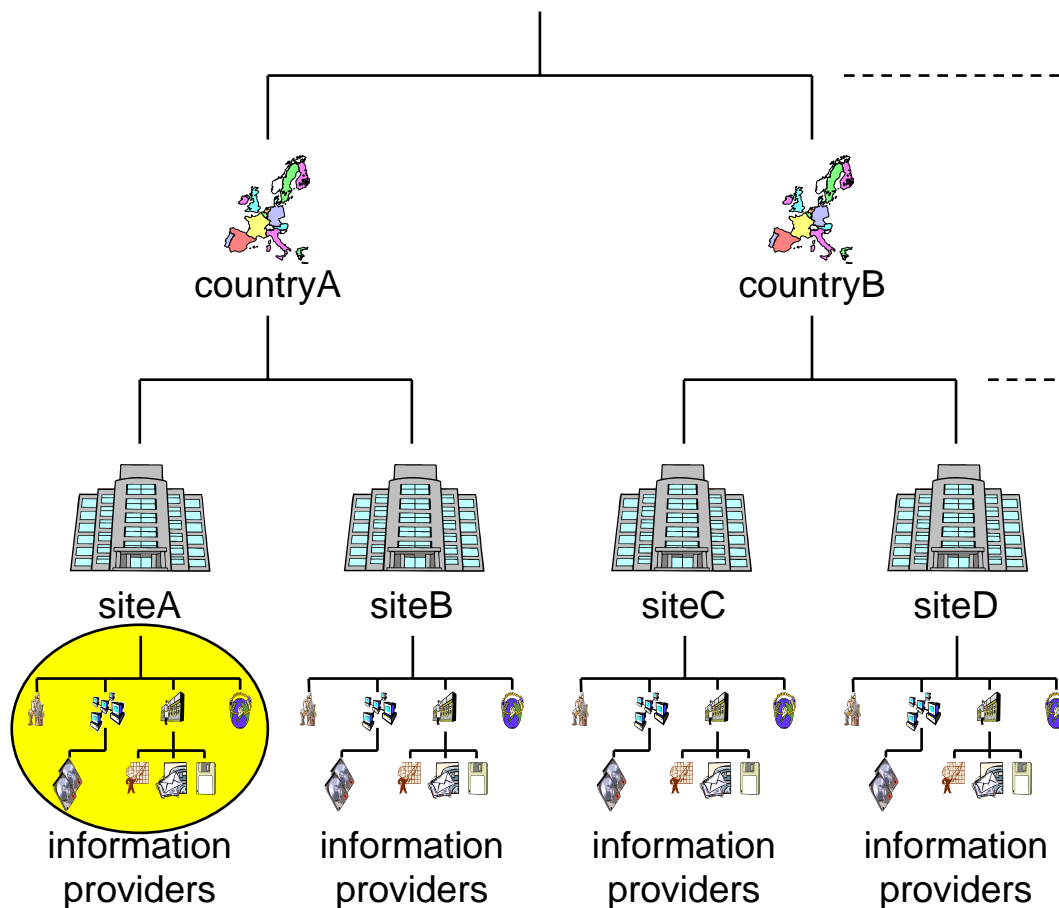 countryA
countryB
siteA
siteB
siteC
siteD
information
providers
information
providers
information
providers
information
providers